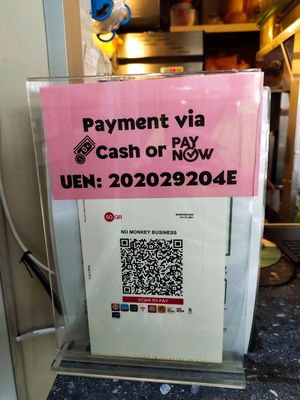 Payment via
Cash or PAY NOW
UEN: 202029204E
SGQR
NO MONKEY BUSINESS
SCAN TO PAY